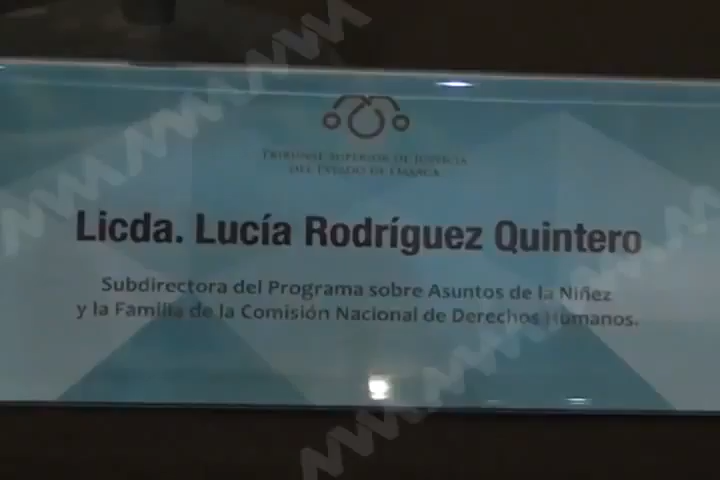 TRIBUNAL SUPERIOR DE JUSTICIA
DEL ESTADO DE OAXACA
Licda. Lucía Rodríguez Quintero
Subdirectora del Programa sobre Asuntos de la Niñez
y la Familia de la Comisión Nacional de Derechos Humanos.